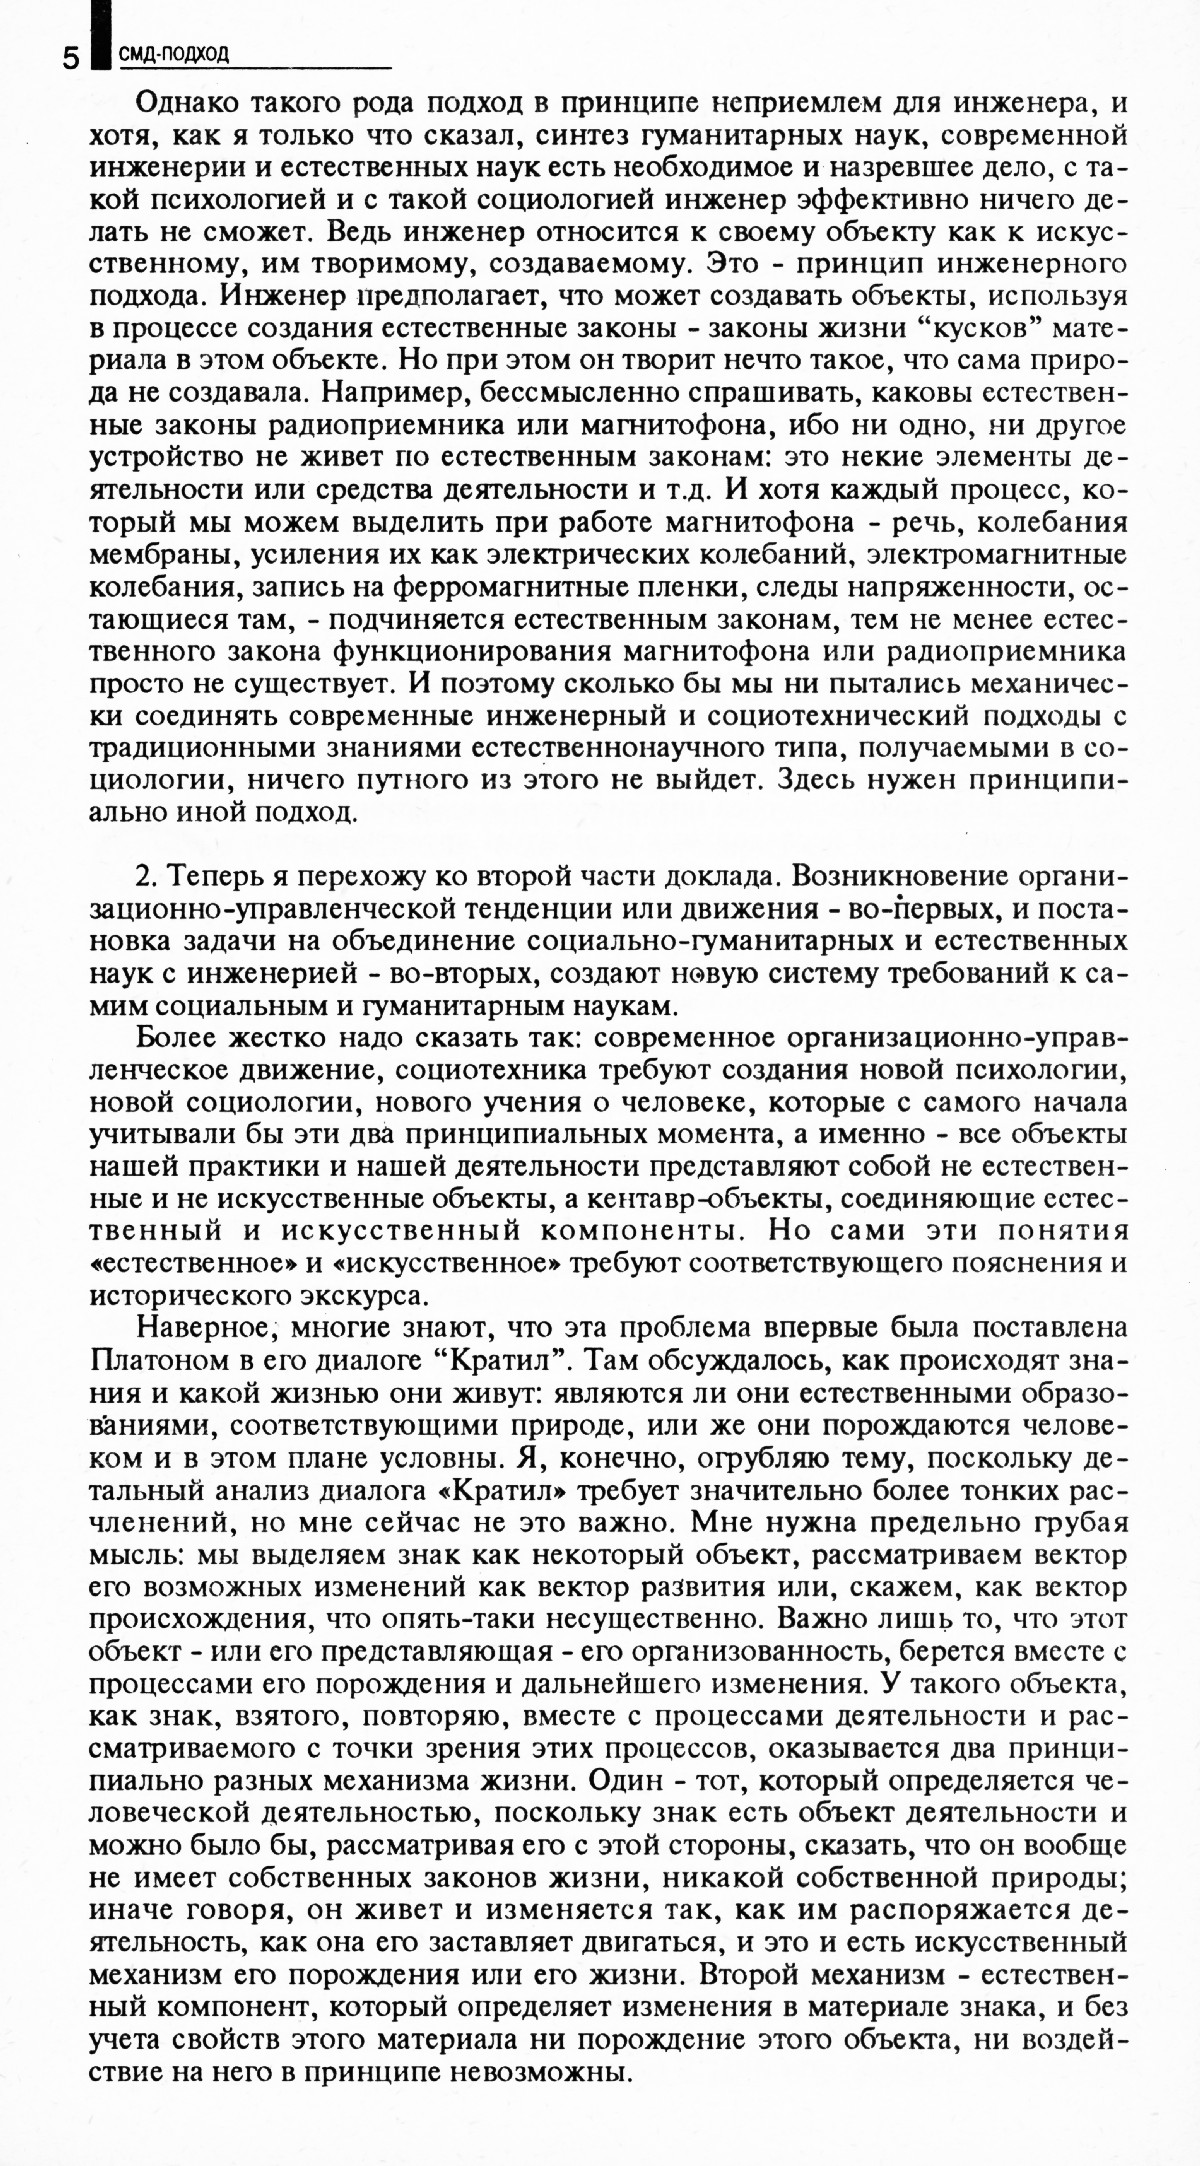 5 СМД-ПОДХОД
Однако такого рода подход в принципе неприемлем для инженера, и
хотя, как я только что сказал, синтез гуманитарных наук, современной
инженерии и естественных наук есть необходимое и назревшее дело, с та-
кой психологией и с такой социологией инженер эффективно ничего де-
лать не сможет. Ведь инженер относится к своему объекту как к искус-
ственному, им творимому, создаваемому. Это - принцип инженерного
подхода. Инженер предполагает, что может создавать объекты, используя
в процессе создания естественные законы - законы жизни “кусков” мате-
риала в этом объекте. Но при этом он творит нечто такое, что сама приро-
да не создавала. Например, бессмысленно спрашивать, каковы естествен-
ные законы радиоприемника или магнитофона, ибо ни одно, ни другое
устройство не живет по естественным законам: это некие элементы де-
ятельности или средства деятельности и т.д. И хотя каждый процесс, ко-
торый мы можем выделить при работе магнитофона - речь, колебания
мембраны, усиления их как электрических колебаний, электромагнитные
колебания, запись на ферромагнитные пленки, следы напряженности, ос-
тающиеся там, - подчиняется естественным законам, тем не менее естес-
твенного закона функционирования магнитофона или радиоприемника
просто не существует. И поэтому сколько бы мы ни пытались механичес-
ки соединять современные инженерный и социотехнический подходы с
традиционными знаниями естественнонаучного типа, получаемыми в со-
циологии, ничего путного из этого не выйдет. Здесь нужен принципи-
ально иной подход.
2. Теперь я перехожу ко второй части доклада. Возникновение органи-
зационно-управленческой тенденции или движения - во-первых, и поста-
новка задачи на объединение социально-гуманитарных и естественных
наук с инженерией - во-вторых, создают новую систему требований к са-
мим социальным и гуманитарным наукам.
Более жестко надо сказать так: современное организационно-управ-
ленческое движение, социотехника требуют создания новой психологии,
новой социологии, нового учения о человеке, которые с самого начала
учитывали бы эти два принципиальных момента, а именно - все объекты
нашей практики и нашей деятельности представляют собой не естествен-
ные и не искусственные объекты, а кентавр-объекты, соединяющие естес-
твенный и искусственный компоненты. Но сами эти понятия
«естественное» и «искусственное» требуют соответствующего пояснения и
исторического экскурса.
Наверное, многие знают, что эта проблема впервые была поставлена
Платоном в его диалоге “Кратил”. Там обсуждалось, как происходят зна-
ния и какой жизнью они живут: являются ли они естественными образо-
ваниями, соответствующими природе, или же они порождаются челове-
ком и в этом плане условны. Я, конечно, огрубляю тему, поскольку де-
тальный анализ диалога «Кратил» требует значительно более тонких рас-
членений, но мне сейчас не это важно. Мне нужна предельно грубая
мысль: мы выделяем знак как некоторый объект, рассматриваем вектор
его возможных изменений как вектор развития или, скажем, как вектор
происхождения, что опять-таки несущественно. Важно лишь то, что этот
объект - или его представляющая - его организованность, берется вместе с
процессами его порождения и дальнейшего изменения. У такого объекта,
как знак, взятого, повторяю, вместе с процессами деятельности и рас-
сматриваемого с точки зрения этих процессов, оказывается два принци-
пиально разных механизма жизни. Один - тот, который определяется че-
ловеческой деятельностью, поскольку знак есть объект деятельности и
можно было бы, рассматривая его с этой стороны, сказать, что он вообще
не имеет собственных законов жизни, никакой собственной природы;
иначе говоря, он живет и изменяется так, как им распоряжается де-
ятельность, как она его заставляет двигаться, и это и есть искусственный
механизм его порождения или его жизни. Второй механизм - естествен-
ный компонент, который определяет изменения в материале знака, и без
учета свойств этого материала ни порождение этого объекта, ни воздей-
ствие на него в принципе невозможны.